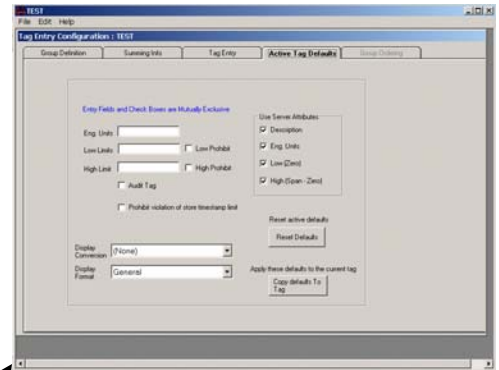 TEST
File Edit Help
Tag Entry Configuration : TEST
Group Definition Summing Info Tag Entry Active Tag Defaults Group Ordering
Entry Fields and Check Boxes are Mutually Exclusive
Eng. Units
Low Limits Low Prohibit
High Limit High Prohibit
Audit Tag
Prohibit violation of store timestamp limit
Use Server Attributes
Description
Eng. Units
Low (Zero)
High (Span - Zero)
Reset active defaults
Reset Defaults
Display Conversion (None)
Display Format General
Apply these defaults to the current tag
Copy defaults To
Tag